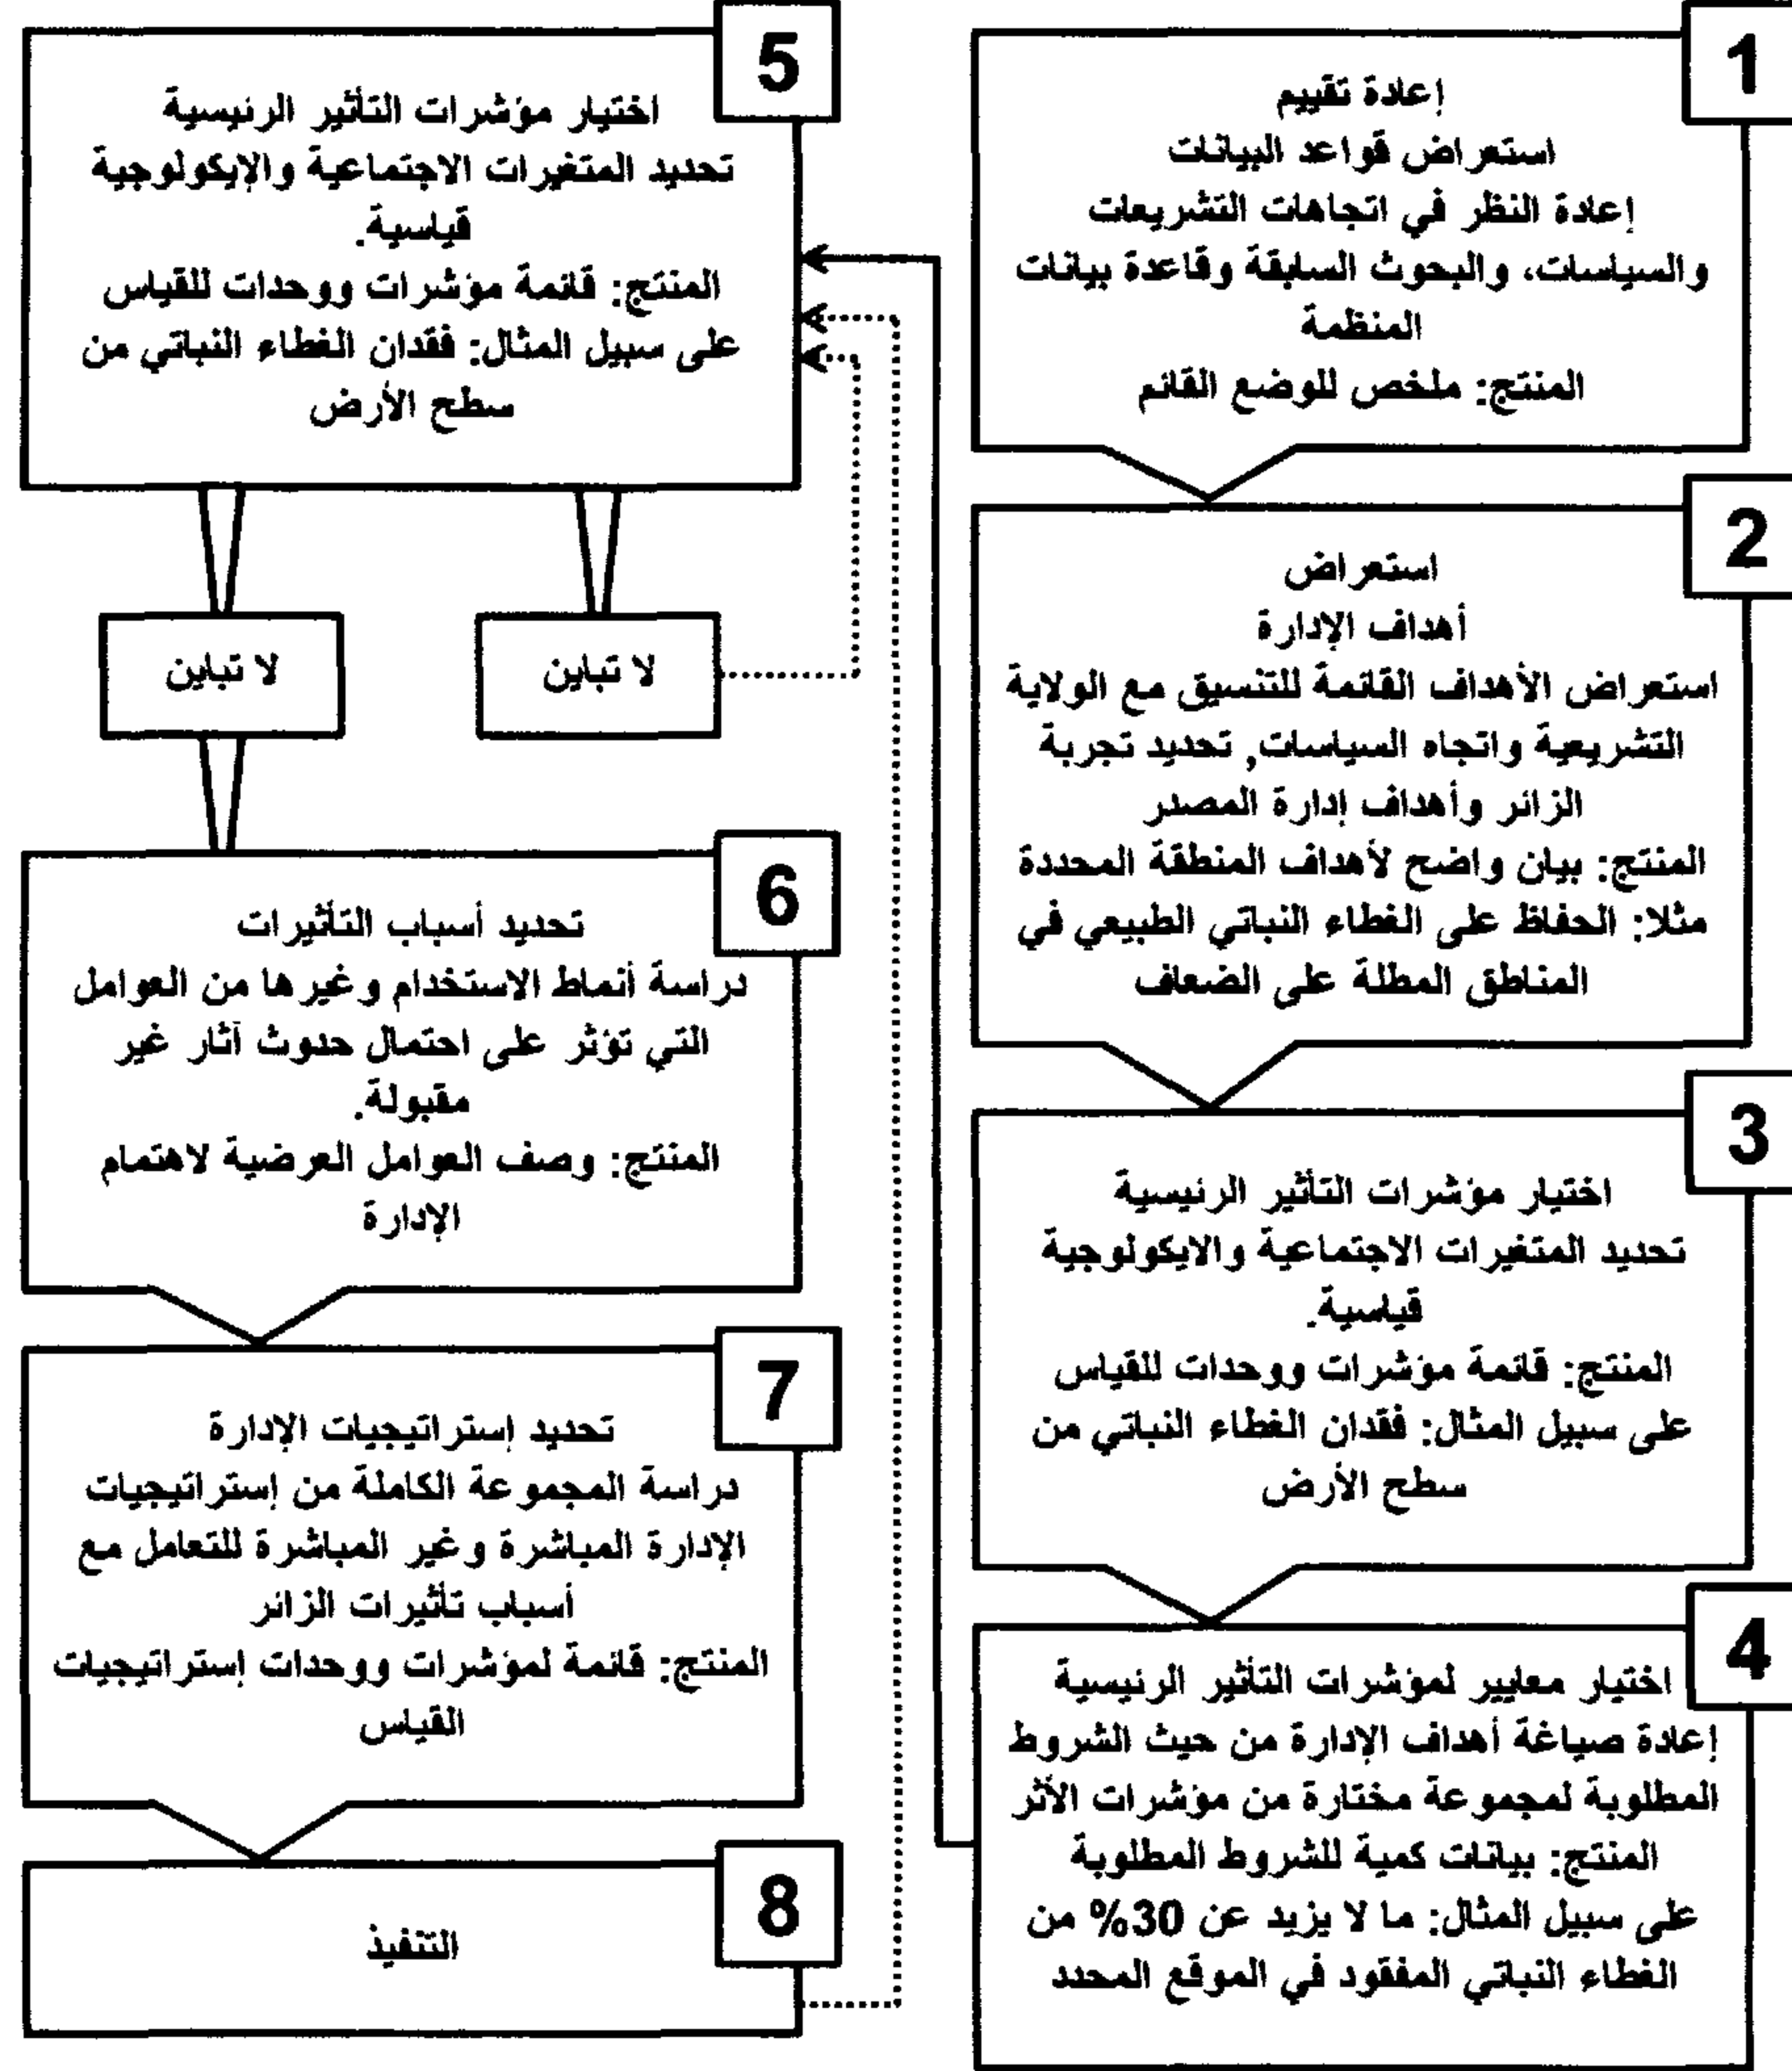 1
إعادة تقييم
استعراض قواعد البيانات
إعادة النظر في اتجاهات التشريعات
والسياسات، والبحوث السابقة وقاعدة بيانات
المنظمة
المنتج: ملخص للوضع القائم
2
استعراض
أهداف الإدارة
استعراض الأهداف القائمة للتنسيق مع الولاية
التشريعية واتجاه السياسات, تحديد تجربة
الزائر وأهداف إدارة المصدر
المنتج: بيان واضح لأهداف المنطقة المحددة
مثلا: الحفاظ على الغطاء النباتي الطبيعي في
المناطق المطلة على الضعاف
3
اختيار مؤشرات التأثير الرئيسية
تحديد المتغيرات الاجتماعية والايكولوجية
قياسية.
المنتج: قائمة مؤشرات ووحدات للقياس
على سبيل المثال: فقدان الغطاء النباتي من
سطح الأرض
4
اختيار معايير لمؤشرات التأثير الرئيسية
إعادة صياغة أهداف الإدارة من حيث الشروط
المطلوبة لمجموعة مختارة من مؤشرات الأثر
المنتج: بيانات كمية للشروط المطلوبة
على سبيل المثال: ما لا يزيد عن 30% من
الغطاء النباتي المفقود في الموقع المحدد
5
اختيار مؤشرات التأثير الرئيسية
تحديد المتغيرات الاجتماعية والإيكولوجية
قياسية.
المنتج: قائمة مؤشرات ووحدات للقياس
على سبيل المثال: فقدان الغطاء النباتي من
سطح الأرض
لا تباين
لا تباين
6
تحديد أسباب التأثيرات
دراسة أنماط الاستخدام وغيرها من العوامل
التي تؤثر على احتمال حدوث آثار غير
مقبولة.
المنتج: وصف العوامل العرضية لاهتمام
الإدارة
7
تحديد إستراتيجيات الإدارة
دراسة المجموعة الكاملة من إستراتيجيات
الإدارة المباشرة وغير المباشرة للتعامل مع
أسباب تأثيرات الزائر
المنتج: قائمة لمؤشرات ووحدات إستراتيجيات
القياس
8
التنفيذ